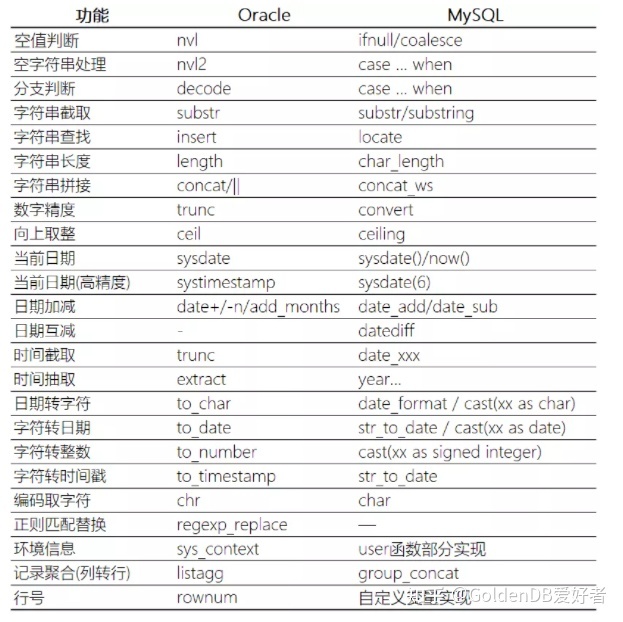 功能 Oracle MySQL
空值判断 nvl ifnull/coalesce
空字符串处理 nvl2 case ... when
分支判断 decode case ... when
字符串截取 substr substr/substring
字符串查找 insert locate
字符串长度 length char_length
字符串拼接 concat/|| concat_ws
数字精度 trunc convert
向上取整 ceil ceiling
当前日期 sysdate sysdate()/now()
当前日期(高精度) systimestamp sysdate(6)
日期加减 date+/-n/add_months date_add/date_sub
日期互减 - datediff
时间截取 trunc date_xxx
时间抽取 extract year...
日期转字符 to_char date_format / cast(xx as char)
字符转日期 to_date str_to_date / cast(xx as date)
字符转整数 to_number cast(xx as signed integer)
字符转时间戳 to_timestamp str_to_date
编码取字符 chr char
正则匹配替换 regexp_replace —
环境信息 sys_context user函数部分实现
记录聚合(列转行) listagg group_concat
行号 rownum 自定义变量实现
知乎 @GoldenDB爱好者